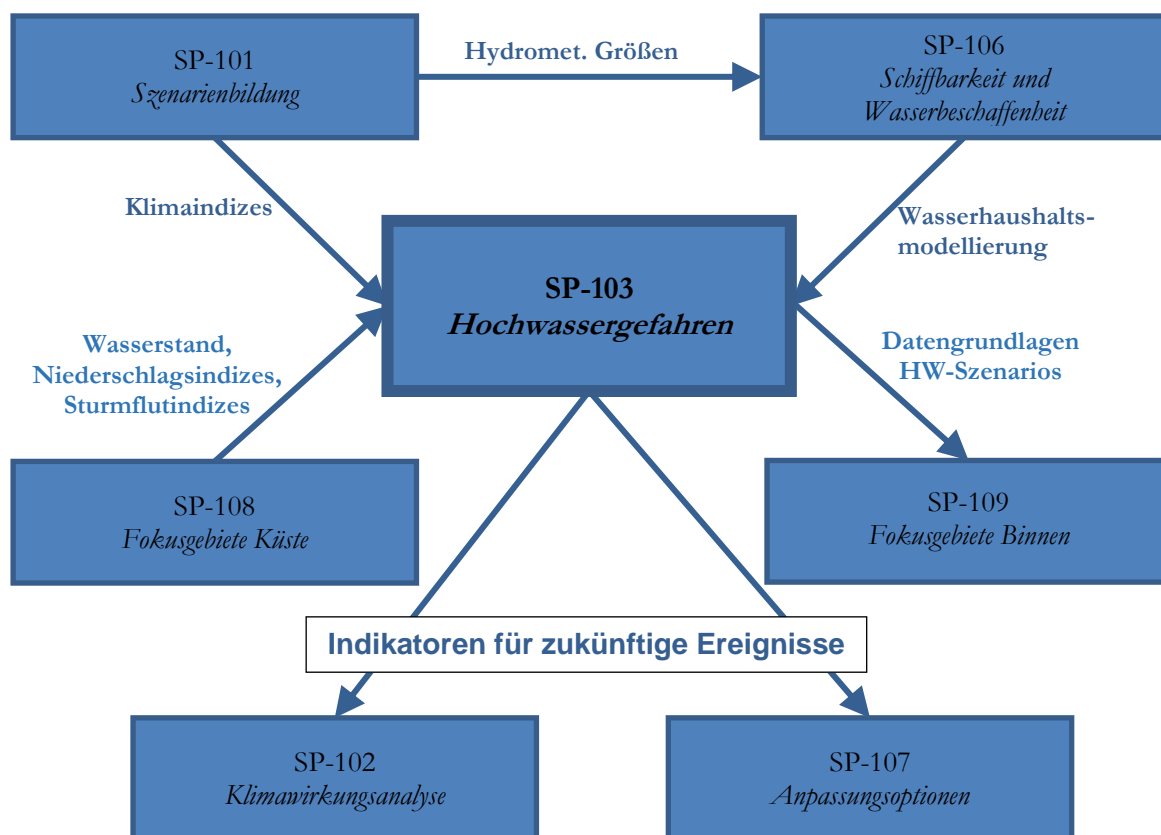 SP-101
Szenarienbildung
Hydromet. Größen
SP-106
Schiffbarkeit und
Wasserbeschaffenheit
Klimaindizes
Wasserhaushalts-
modellierung
SP-103
Hochwassergefahren
Wasserstand,
Niederschlagsindizes,
Sturmflutindizes
Datengrundlagen
HW-Szenarios
SP-108
Fokusgebiete Küste
SP-109
Fokusgebiete Binnen
Indikatoren für zukünftige Ereignisse
SP-102
Klimawirkungsanalyse
SP-107
Anpassungsoptionen